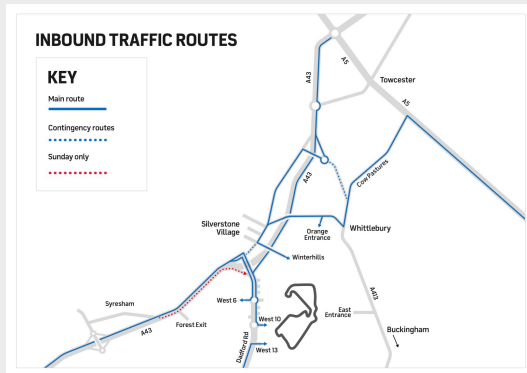 INBOUND TRAFFIC ROUTES
KEY
Main route
Contingency routes
Sunday only
A5
A43
Towcester
A5
A43
Cow Pastures
Silverstone
Village
Orange
Entrance
Whittlebury
Winterhills
Syresham
West 6
A413
A43
Forest Exit
West 10
East
Entrance
Dadford Rd
West 13
Buckingham